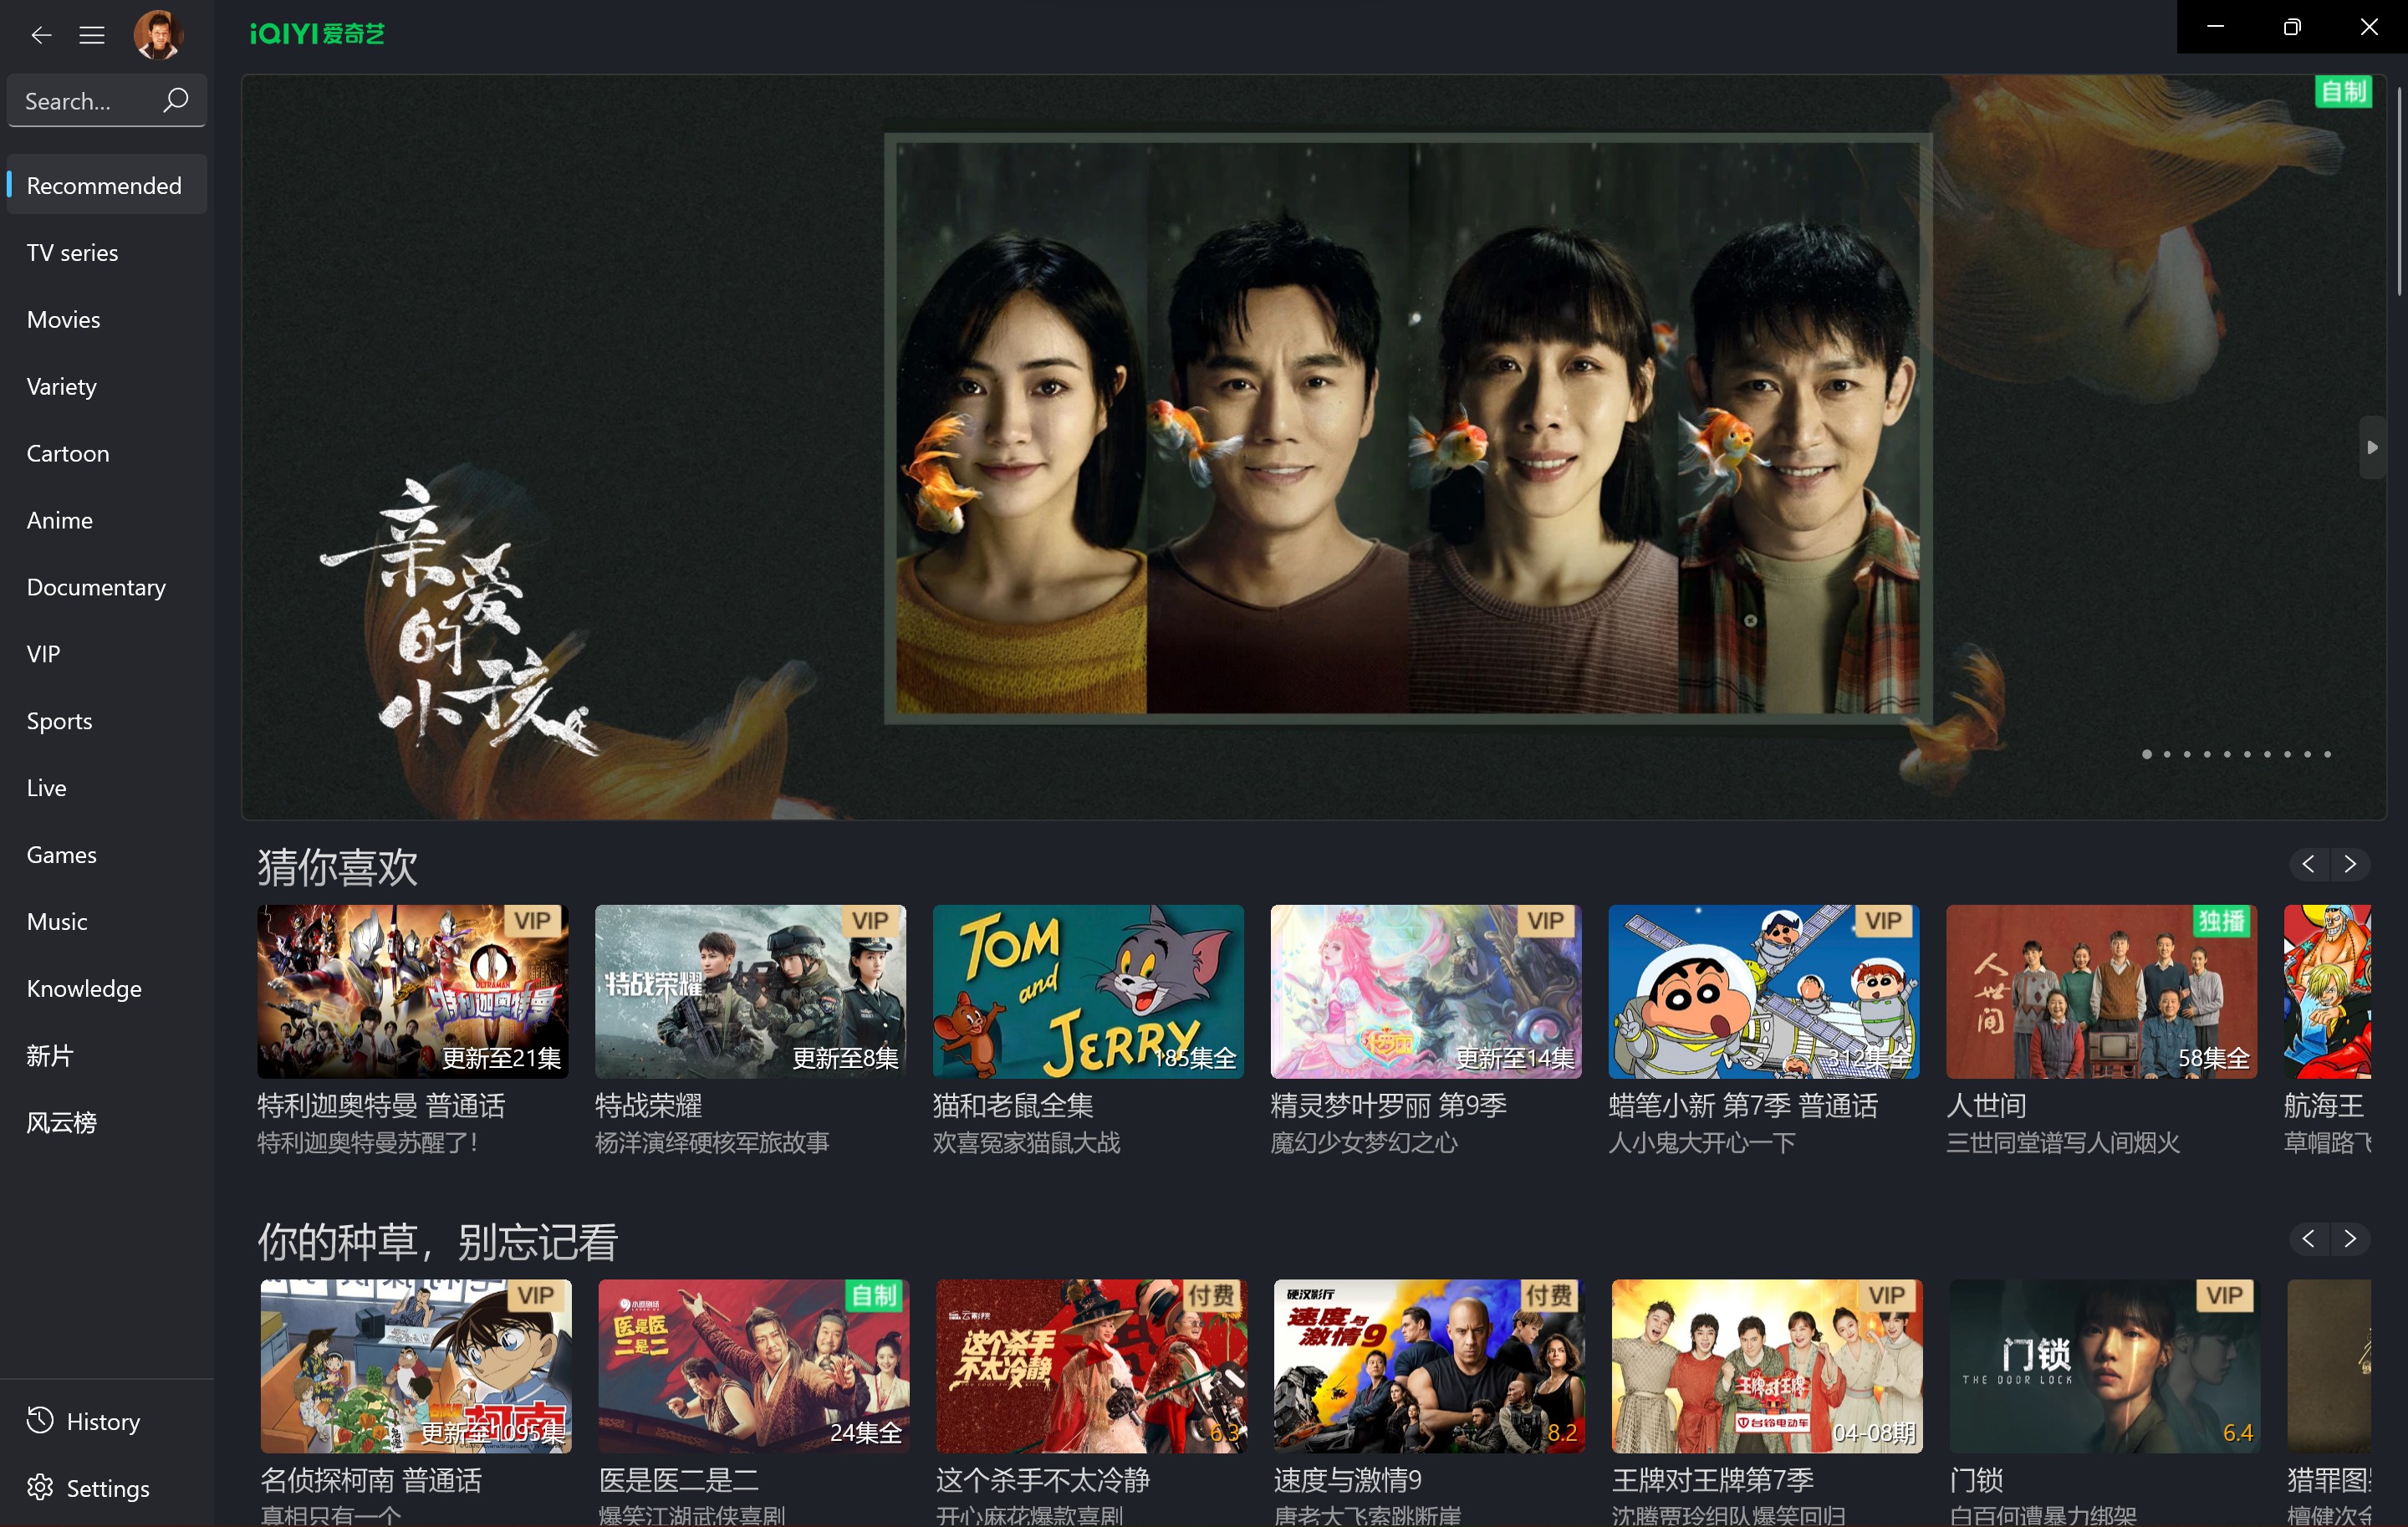 iQIYI 爱奇艺
Search...
Recommended
TV series
Movies
Variety
Cartoon
Anime
Documentary
VIP
Sports
Live
Games
Music
Knowledge
新片
风云榜
History
Settings
自制
亲爱的小孩
猜你喜欢
VIP
ULTRAMAN
特利迦奥特曼
更新至21集
特利迦奥特曼 普通话
特利迦奥特曼苏醒了!
VIP
特战荣耀
更新至8集
特战荣耀
杨洋演绎硬核军旅故事
TOM
and
JERRY
185集全
猫和老鼠全集
欢喜冤家猫鼠大战
VIP
更新至14集
精灵梦叶罗丽 第9季
魔幻少女梦幻之心
VIP
312集全
蜡笔小新 第7季 普通话
人小鬼大开心一下
独播
人世间
58集全
人世间
三世同堂谱写人间烟火
航海王
草帽路飞
你的种草，别忘记看
VIP
柯南
更新至1095集
名侦探柯南 普通话
真相只有一个
自制
医是医
二是二
24集全
医是医二是二
爆笑江湖武侠喜剧
付费
这个杀手
不太冷静
6.3
这个杀手不太冷静
开心麻花爆款喜剧
付费
硬汉影厅
速度与
激情9
8.2
速度与激情9
唐老大飞索跳断崖
VIP
王牌对王牌
台铃电动车
04-08期
王牌对王牌第7季
沈腾贾玲组队爆笑回归
VIP
门锁
THE DOOR LOCK
6.4
门锁
白百何遭暴力绑架
猎罪图
檀健次